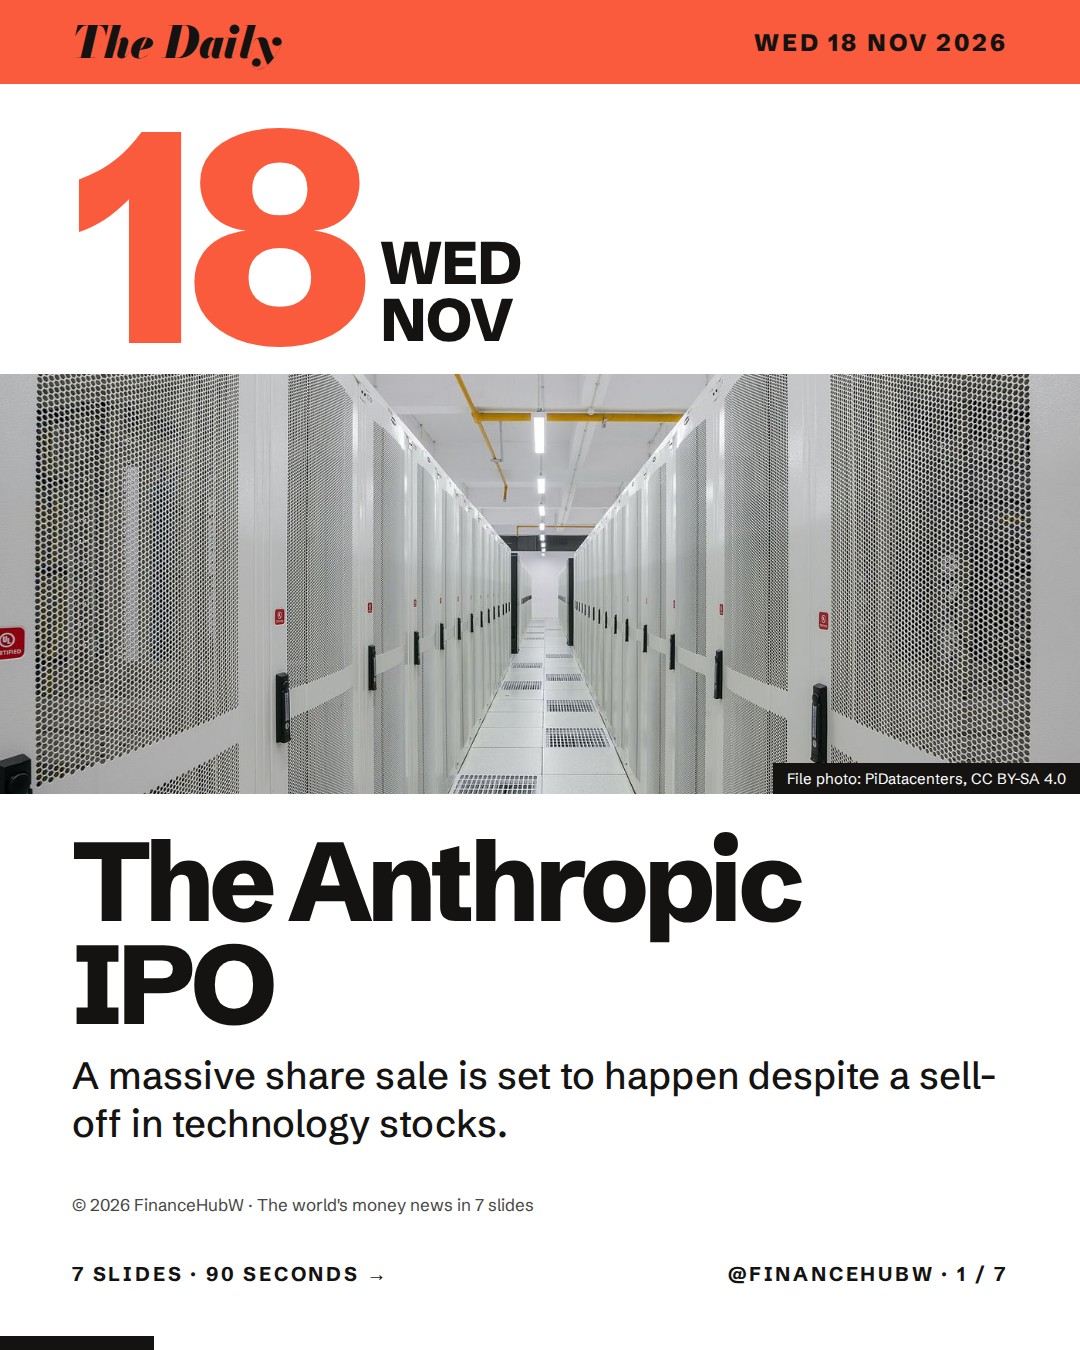 The Daily
WED 18 NOV 2026
18
WED
NOV
UL
File photo: PiDatacenters, CC BY-SA 4.0
The Anthropic
IPO
A massive share sale is set to happen despite a sell-
off in technology stocks.
© 2026 FinanceHubW · The world's money news in 7 slides
7 SLIDES · 90 SECONDS →
@FINANCEHUBW · 1 / 7